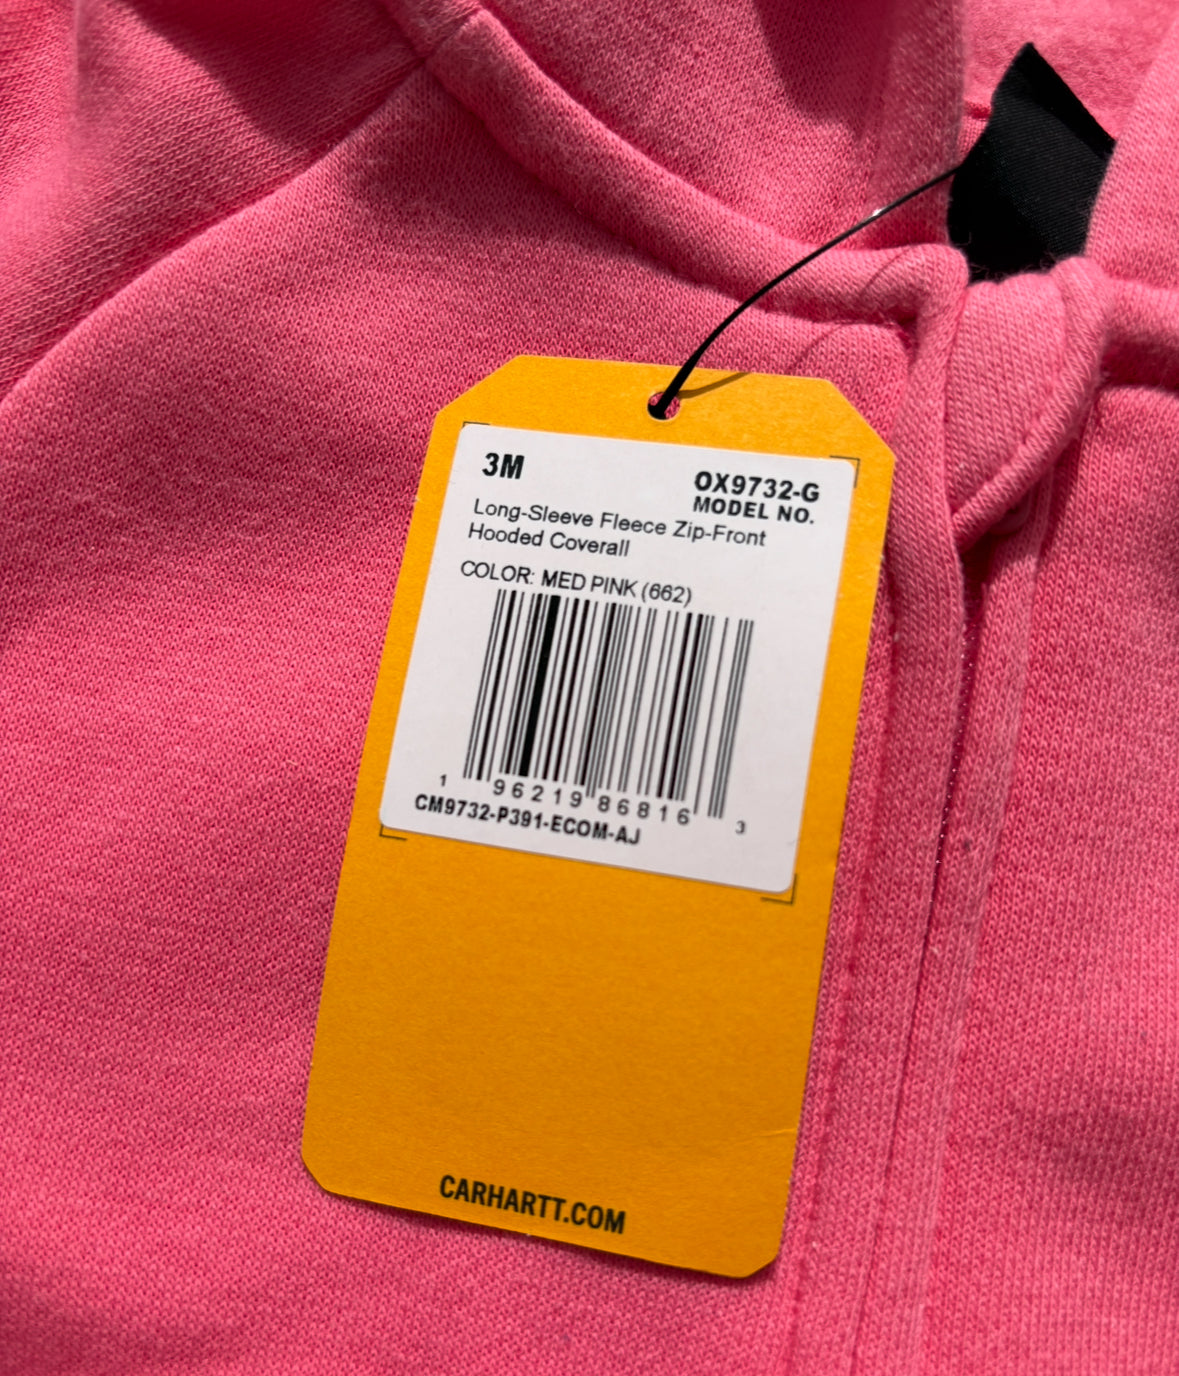 3M
OX9732-G
MODEL NO.
Long-Sleeve Fleece Zip-Front
Hooded Coverall
COLOR: MED PINK (662)
1 96219 86816 3
CM9732-P391-ECOM-AJ
CARHARTT.COM